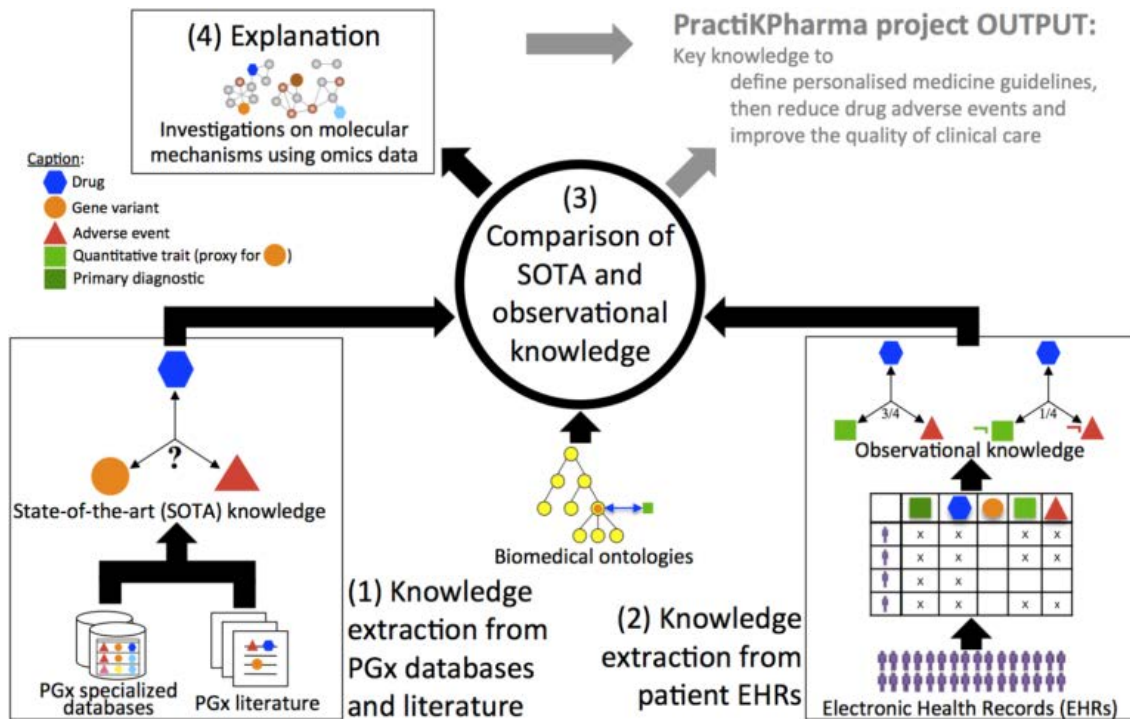 (4) Explanation
Investigations on molecular
mechanisms using omics data
PractiKPharma project OUTPUT:
Key knowledge to
define personalised medicine guidelines,
then reduce drug adverse events and
improve the quality of clinical care
Caption:
Drug
Gene variant
Adverse event
Quantitative trait (proxy for )
Primary diagnostic
(3)
Comparison of
SOTA and
observational
knowledge
?
State-of-the-art (SOTA) knowledge
PGx specialized
databases
PGx literature
(1) Knowledge
extraction from
PGx databases
and literature
Biomedical ontologies
(2) Knowledge
extraction from
patient EHRs
3/4
1/4
¬
¬
Observational knowledge
x x x x
x x x x
x x
x x x x
Electronic Health Records (EHRs)